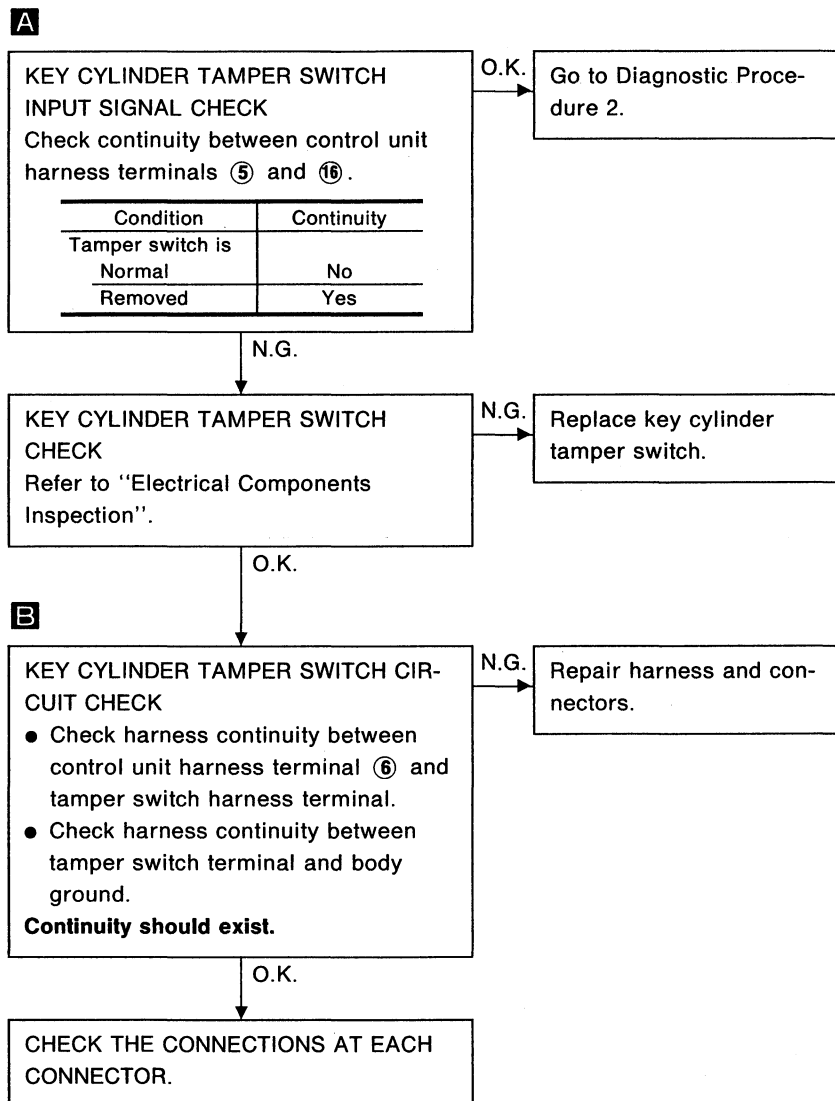 A
KEY CYLINDER TAMPER SWITCH
INPUT SIGNAL CHECK
Check continuity between control unit
harness terminals ⑤ and ⑯.
Condition Continuity
Tamper switch is
Normal No
Removed Yes
O.K.
Go to Diagnostic Proce-
dure 2.
N.G.
KEY CYLINDER TAMPER SWITCH
CHECK
Refer to ''Electrical Components
Inspection''.
N.G.
Replace key cylinder
tamper switch.
O.K.
B
KEY CYLINDER TAMPER SWITCH CIR-
CUIT CHECK
● Check harness continuity between
control unit harness terminal ⑥ and
tamper switch harness terminal.
● Check harness continuity between
tamper switch terminal and body
ground.
Continuity should exist.
N.G.
Repair harness and con-
nectors.
O.K.
CHECK THE CONNECTIONS AT EACH
CONNECTOR.